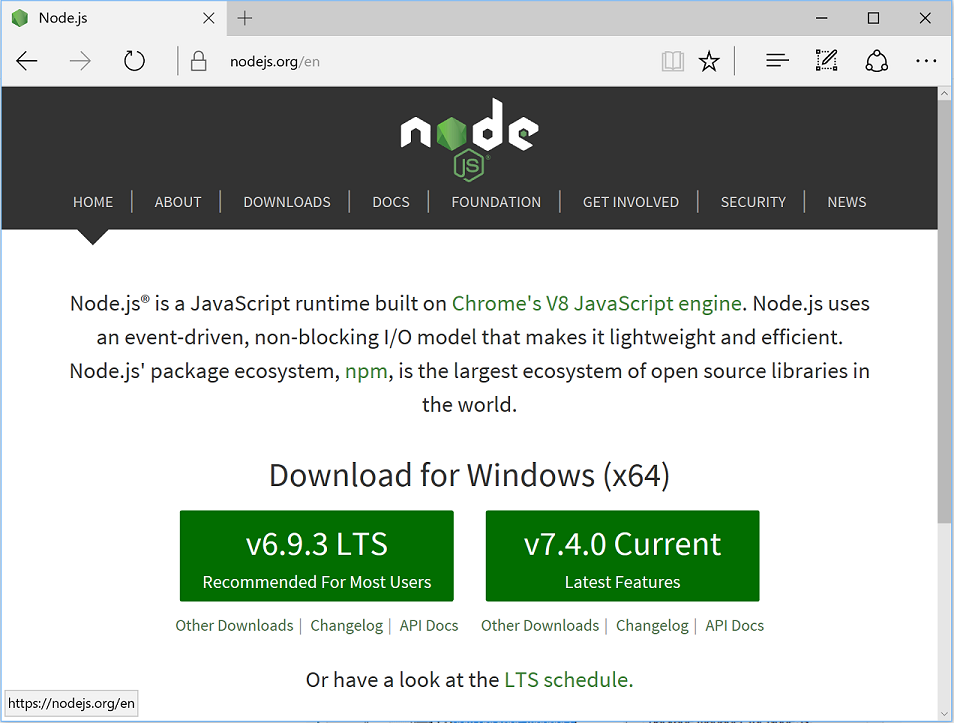 Node.js
nodejs.org/en
node
JS
HOME | ABOUT | DOWNLOADS | DOCS | FOUNDATION | GET INVOLVED | SECURITY | NEWS
Node.js® is a JavaScript runtime built on Chrome's V8 JavaScript engine. Node.js uses
an event-driven, non-blocking I/O model that makes it lightweight and efficient.
Node.js' package ecosystem, npm, is the largest ecosystem of open source libraries in
the world.
Download for Windows (x64)
v6.9.3 LTS
Recommended For Most Users
v7.4.0 Current
Latest Features
Other Downloads | Changelog | API Docs
Other Downloads | Changelog | API Docs
Or have a look at the LTS schedule.
https://nodejs.org/en